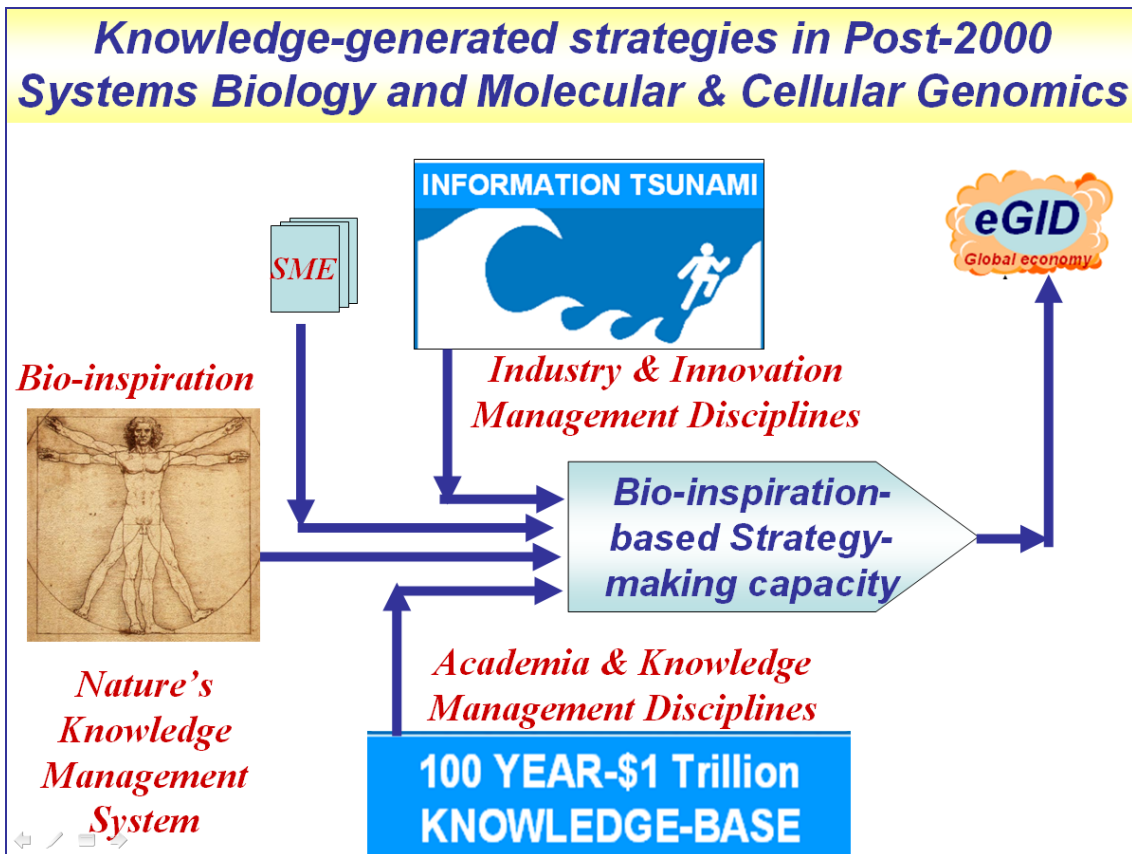 Knowledge-generated strategies in Post-2000
Systems Biology and Molecular & Cellular Genomics
INFORMATION TSUNAMI
eGID
Global economy
SME
Bio-inspiration
Industry & Innovation
Management Disciplines
Bio-inspiration-
based Strategy-
making capacity
Nature's
Knowledge
Management
System
Academia & Knowledge
Management Disciplines
100 YEAR-$1 Trillion
KNOWLEDGE-BASE